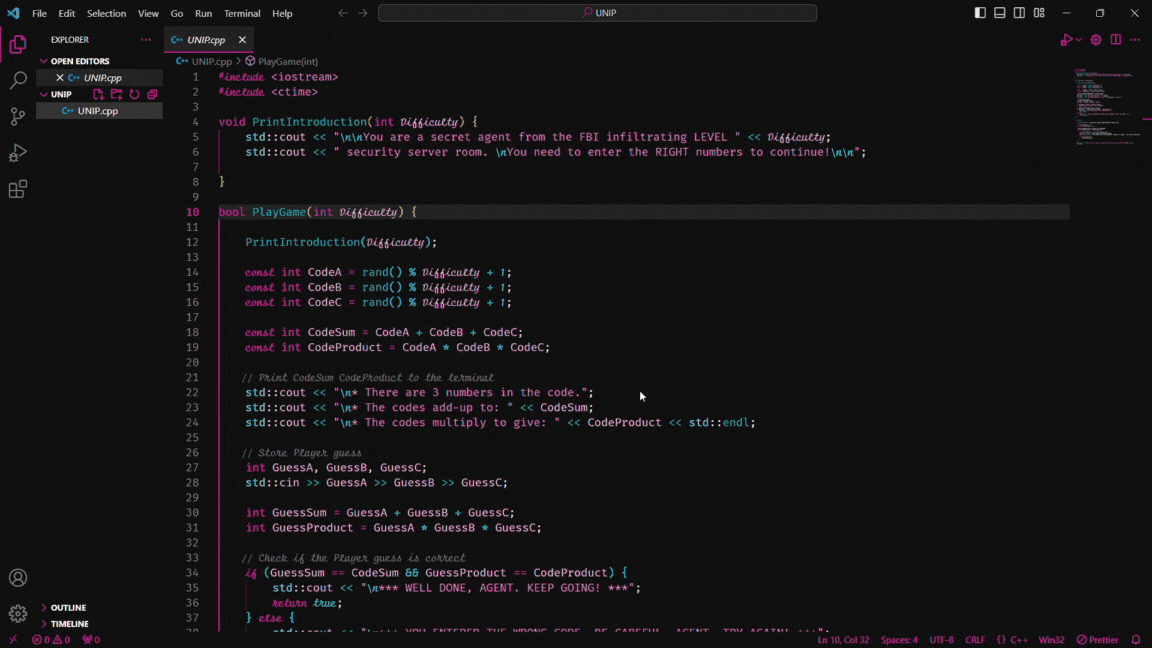 File Edit Selection View Go Run Terminal Help
UNIP
EXPLORER
UNIP.cpp
OPEN EDITORS
UNIP.cpp
UNIP
UNIP.cpp
OUTLINE
TIMELINE
UNIP.cpp > PlayGame(int)
1 #include <iostream>
2 #include <ctime>
3
4 void PrintIntroduction(int Difficulty) {
5 std::cout << "\n\nYou are a secret agent from the FBI infiltrating LEVEL " << Difficulty;
6 std::cout << " security server room. \nYou need to enter the RIGHT numbers to continue!\n\n";
7
8 }
9
10 bool PlayGame(int Difficulty) {
11
12 PrintIntroduction(Difficulty);
13
14 const int CodeA = rand() % Difficulty + 1;
15 const int CodeB = rand() % Difficulty + 1;
16 const int CodeC = rand() % Difficulty + 1;
17
18 const int CodeSum = CodeA + CodeB + CodeC;
19 const int CodeProduct = CodeA * CodeB * CodeC;
20
21 // Print CodeSum CodeProduct to the terminal
22 std::cout << "\n* There are 3 numbers in the code.";
23 std::cout << "\n* The codes add-up to: " << CodeSum;
24 std::cout << "\n* The codes multiply to give: " << CodeProduct << std::endl;
25
26 // Store Player guess
27 int GuessA, GuessB, GuessC;
28 std::cin >> GuessA >> GuessB >> GuessC;
29
30 int GuessSum = GuessA + GuessB + GuessC;
31 int GuessProduct = GuessA * GuessB * GuessC;
32
33 // Check if the Player guess is correct
34 if (GuessSum == CodeSum && GuessProduct == CodeProduct) {
35 std::cout << "\n*** WELL DONE, AGENT. KEEP GOING! ***";
36 return true;
37 } else {
0 0 0 Ln 10, Col 32 Spaces: 4 UTF-8 CRLF {} C++ Win32 Prettier